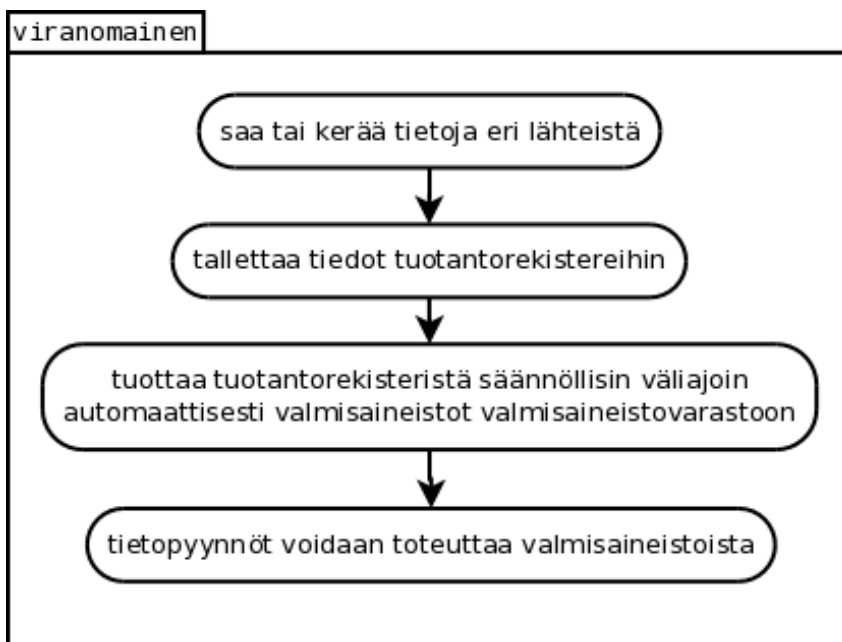 viranomainen
saa tai kerää tietoja eri lähteistä
tallettaa tiedot tuotantorekistereihin
tuottaa tuotantorekisteristä säännöllisin väliajoin
automaattisesti valmisaineistot valmisaineistovarastoon
tietopyynnöt voidaan toteuttaa valmisaineistoista